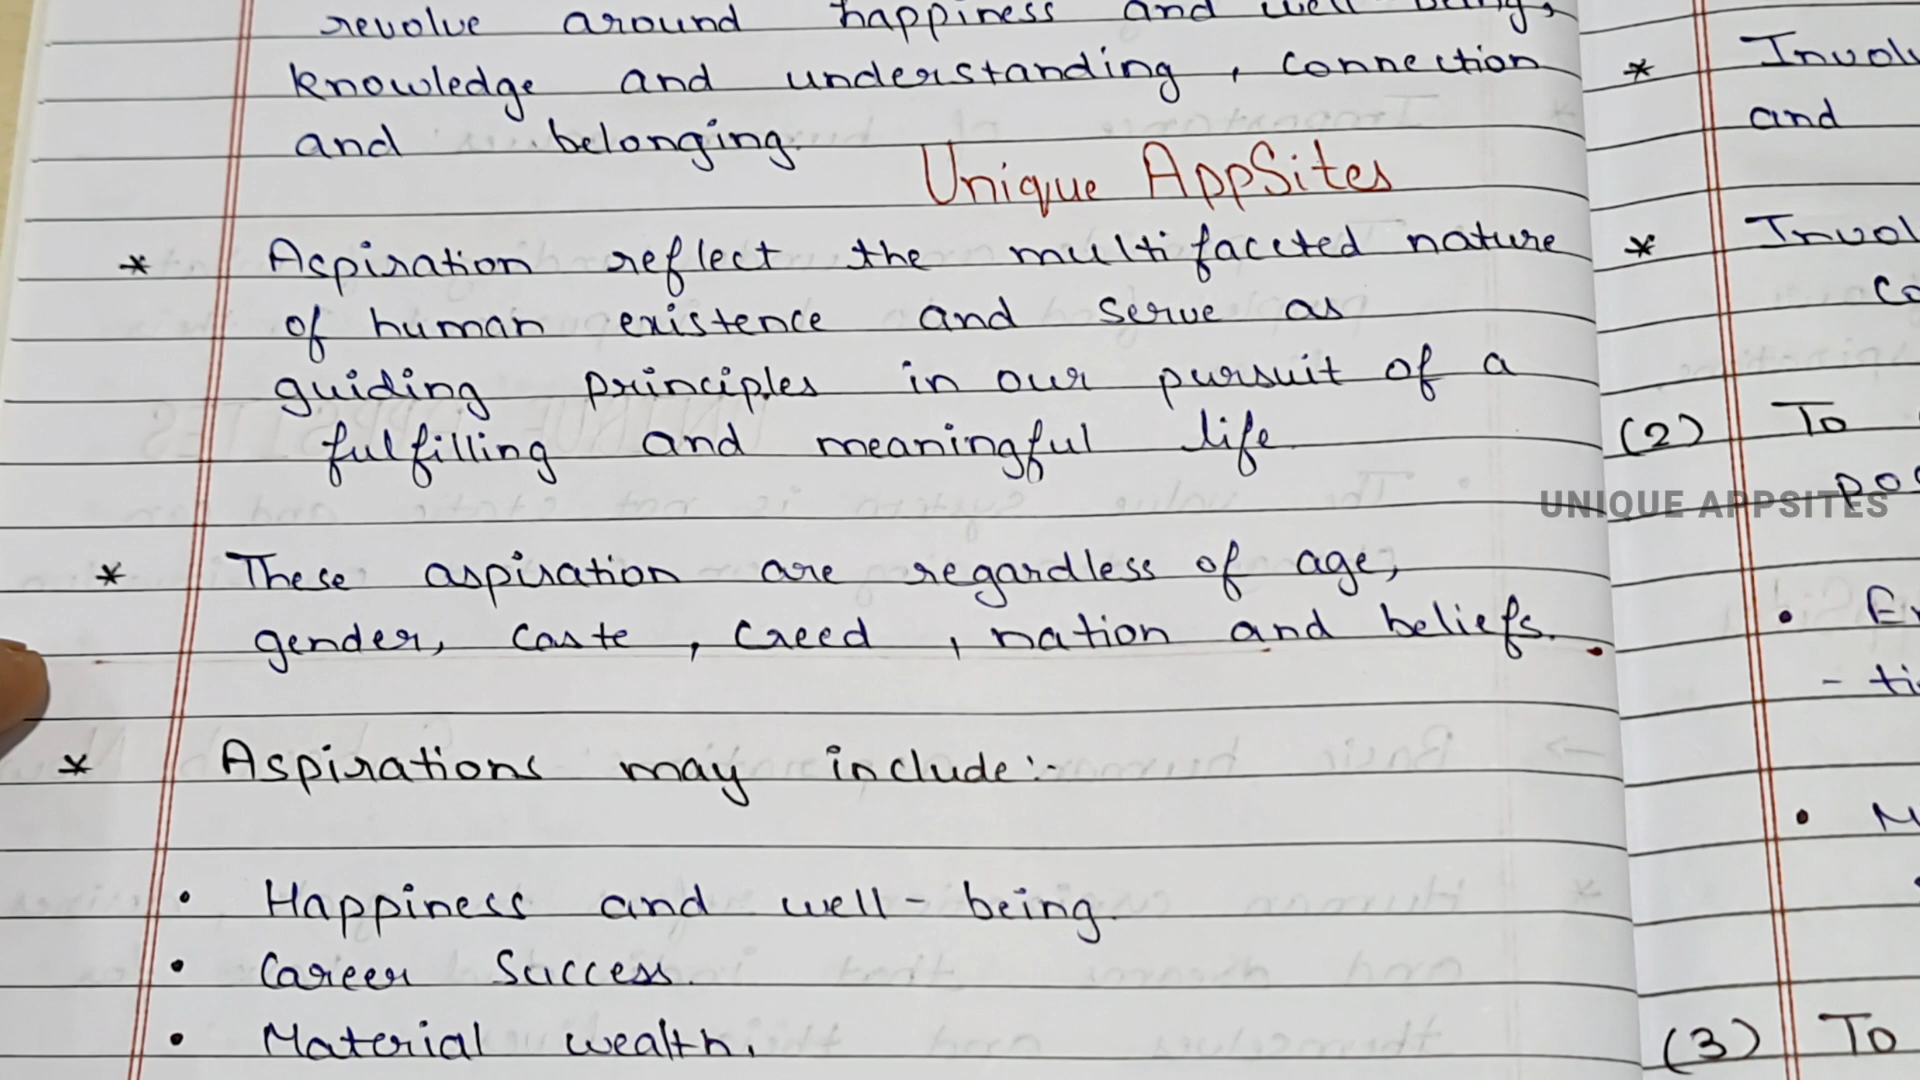 revolve around happiness and well being,
knowledge and understanding, connection
and belonging.
Unique AppSites
* Aspiration reflect the multifaceted nature
of human existence and serve as
guiding principles in our pursuit of a
fulfilling and meaningful life
* These aspiration are regardless of age,
gender, caste, creed, nation and beliefs.
* Aspirations may include:-
• Happiness and well-being.
• Career Success.
• Material wealth.
*
and
*
(2) To
UNIQUE APPSITES
(3) To